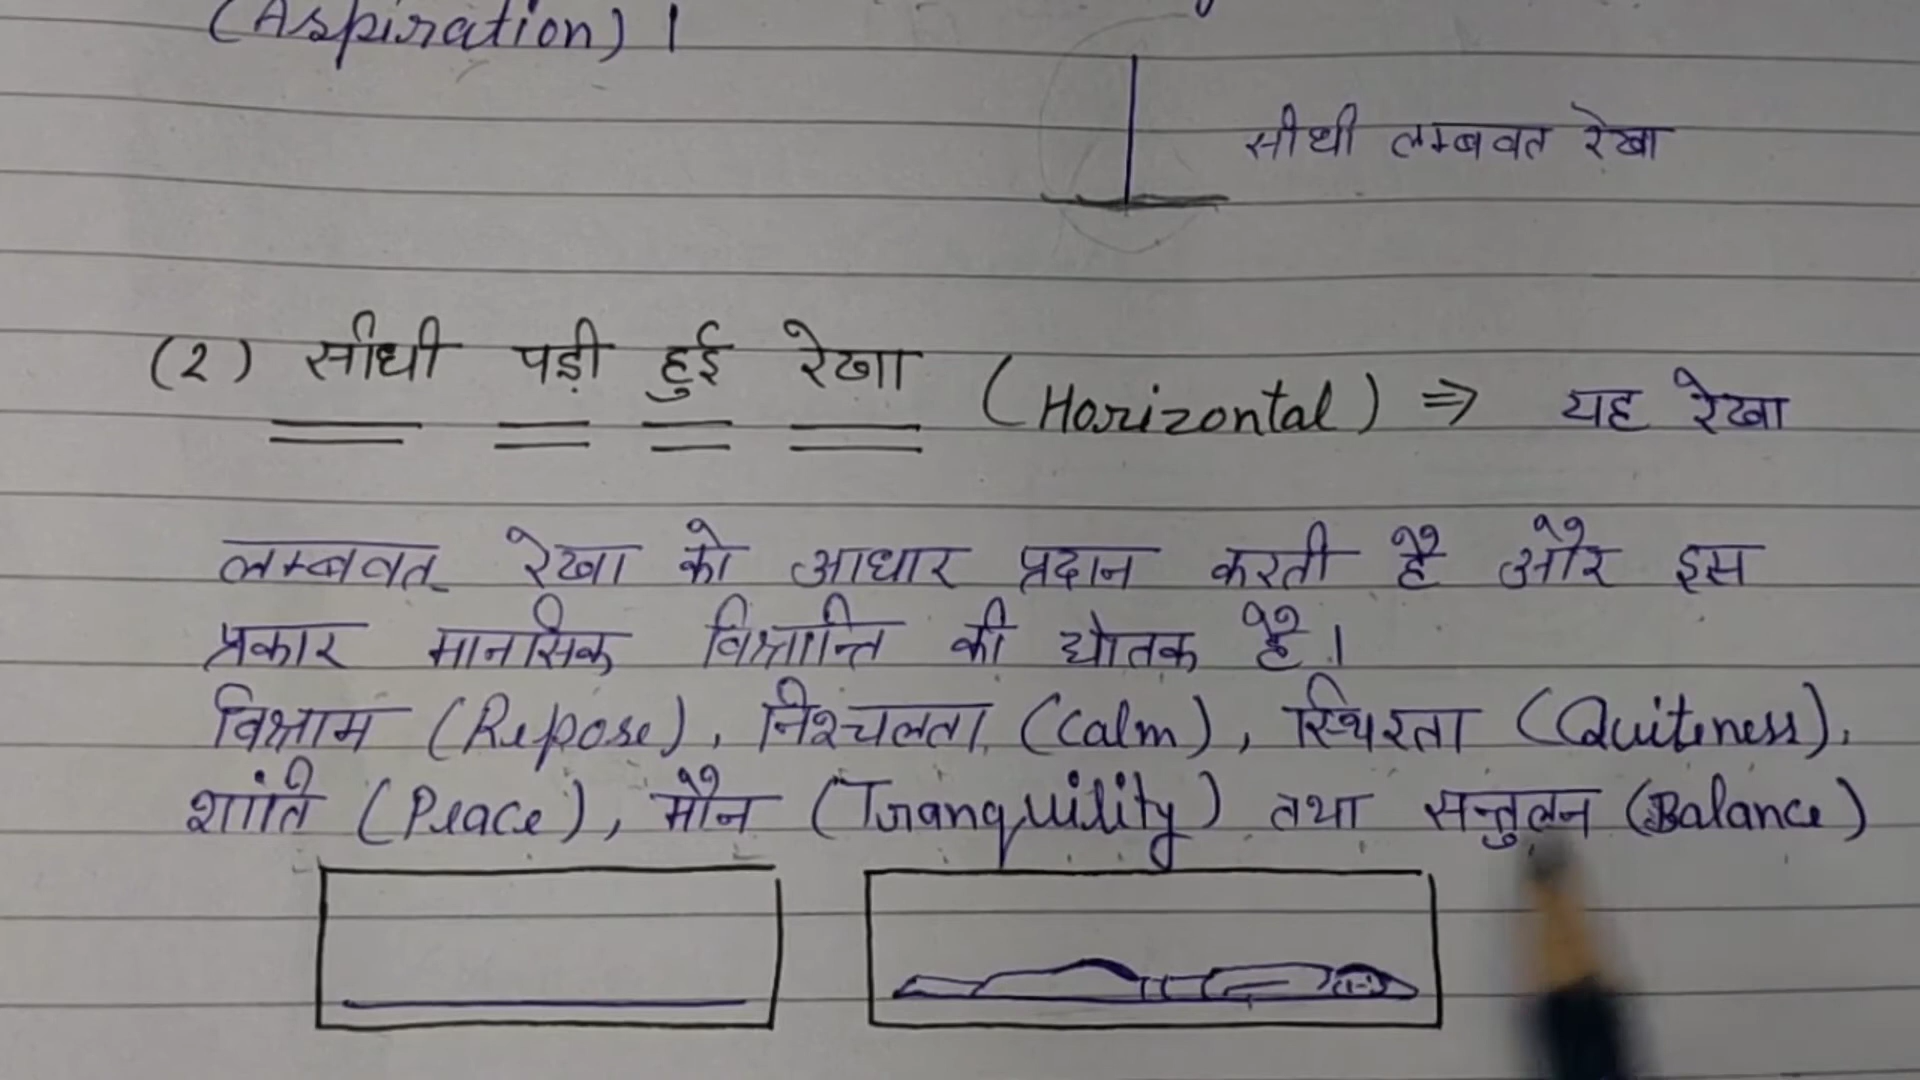 (Aspiration) ।
सीधी लम्बवत रेखा
(2) सीधी पड़ी हुई रेखा (Horizontal) ⇒ यह रेखा
लम्बवत् रेखा को आधार प्रदान करती है और इस
प्रकार मानसिक विश्रान्ति की द्योतक है।
विश्राम (Repose), निश्चलता (Calm), स्थिरता (Quiteness),
शांति (Peace), मौन (Tranquility) तथा सन्तुलन (Balance)